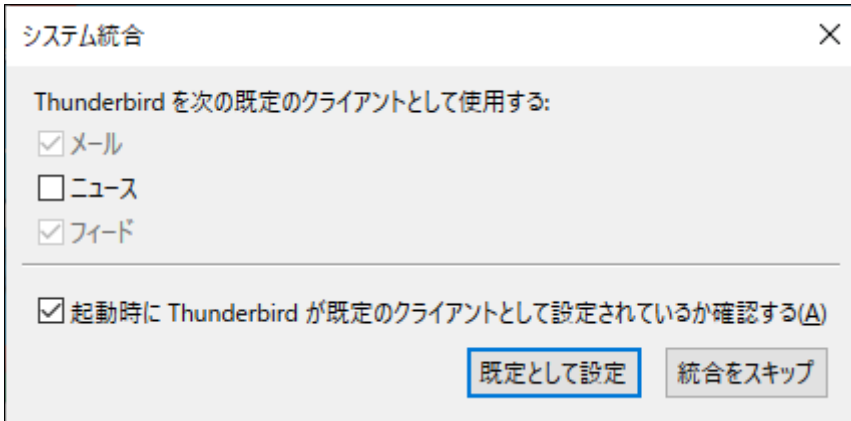 システム統合
Thunderbird を次の既定のクライアントとして使用する:
メール
ニュース
フィード
起動時に Thunderbird が既定のクライアントとして設定されているか確認する(A)
既定として設定 統合をスキップ